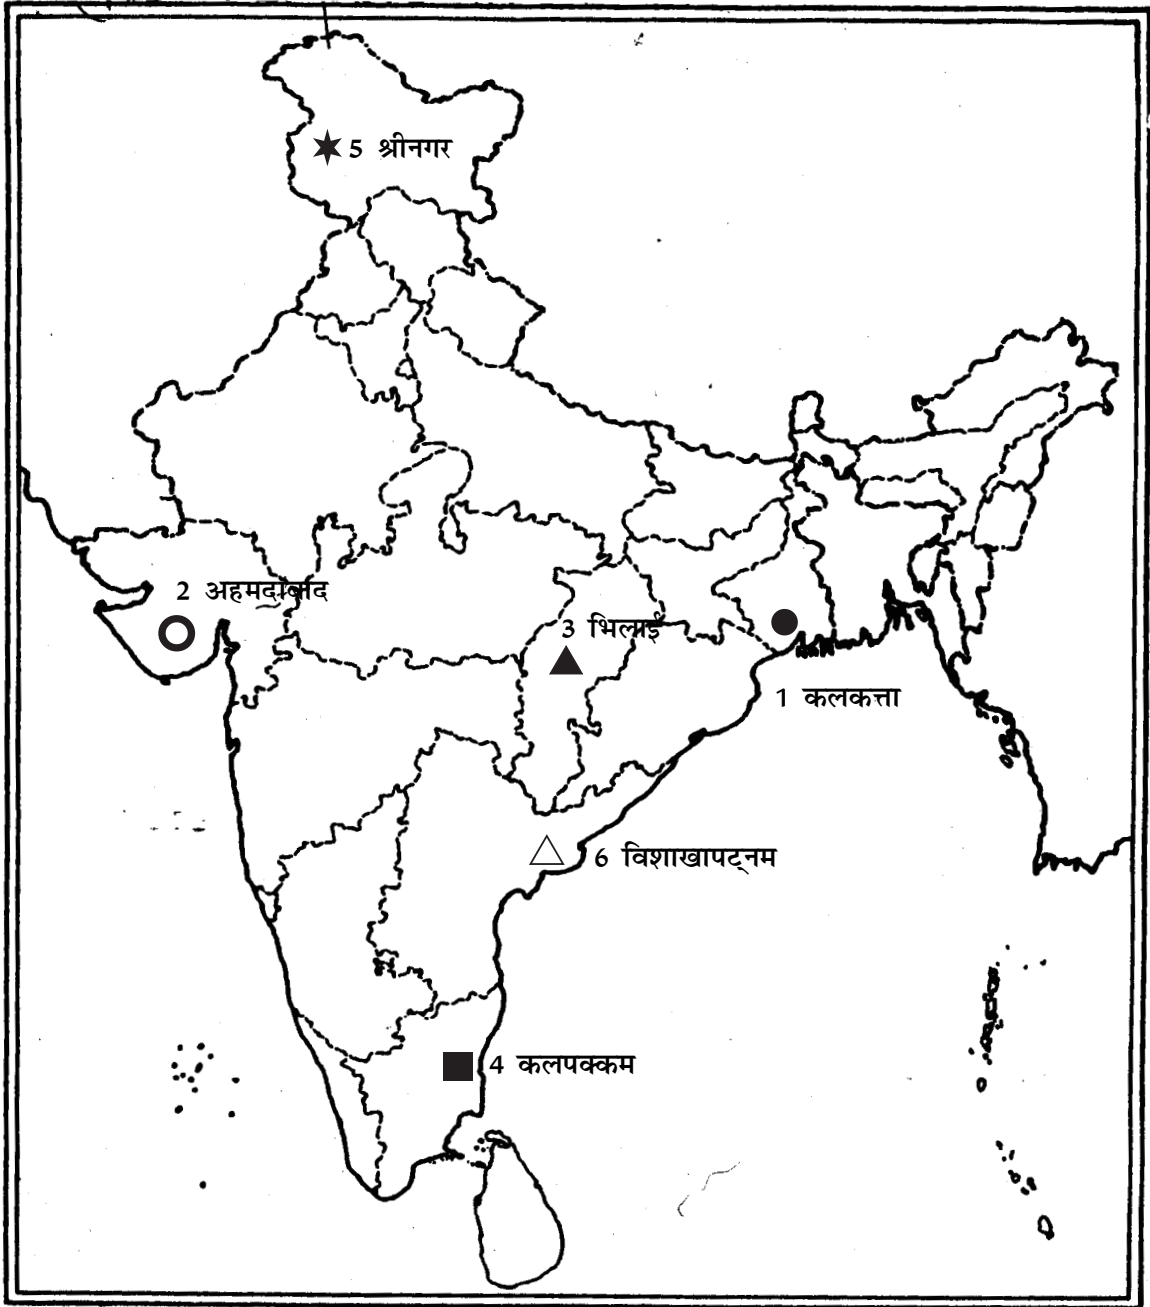 5 श्रीनगर
2 अहमदाबाद
3 भिलाई
1 कलकत्ता
6 विशाखापट्नम
4 कलपक्कम